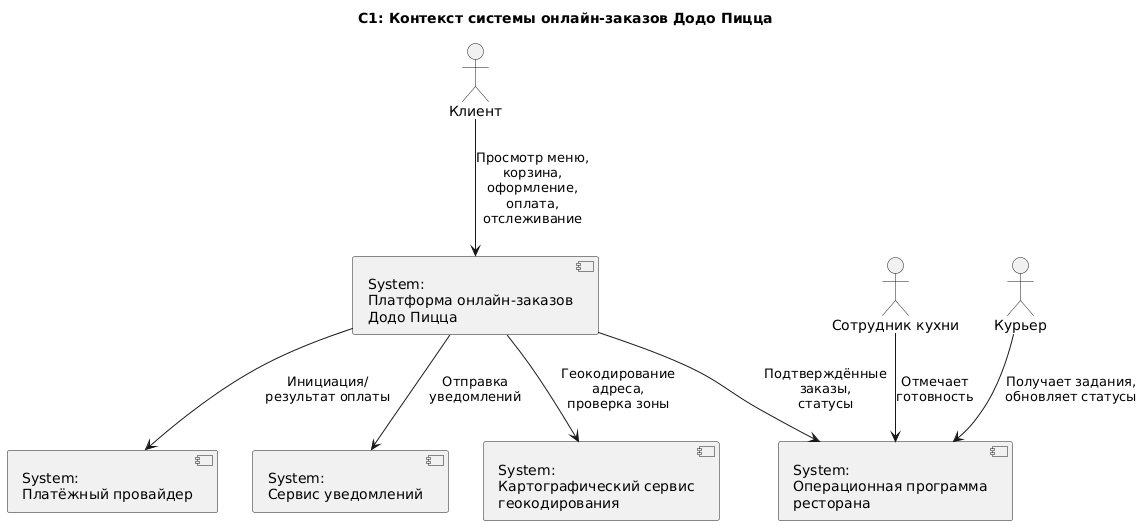 C1: Контекст системы онлайн-заказов Додо Пицца
Клиент
Просмотр меню,
корзина,
оформление,
оплата,
отслеживание
System:
Платформа онлайн-заказов
Додо Пицца
Сотрудник кухни
Курьер
Инициация/
результат оплаты
Отправка
уведомлений
Геокодирование
адреса,
проверка зоны
Подтверждённые
заказы,
статусы
Отмечает
готовность
Получает задания,
обновляет статусы
System:
Платёжный провайдер
System:
Сервис уведомлений
System:
Картографический сервис
геокодирования
System:
Операционная программа
ресторана